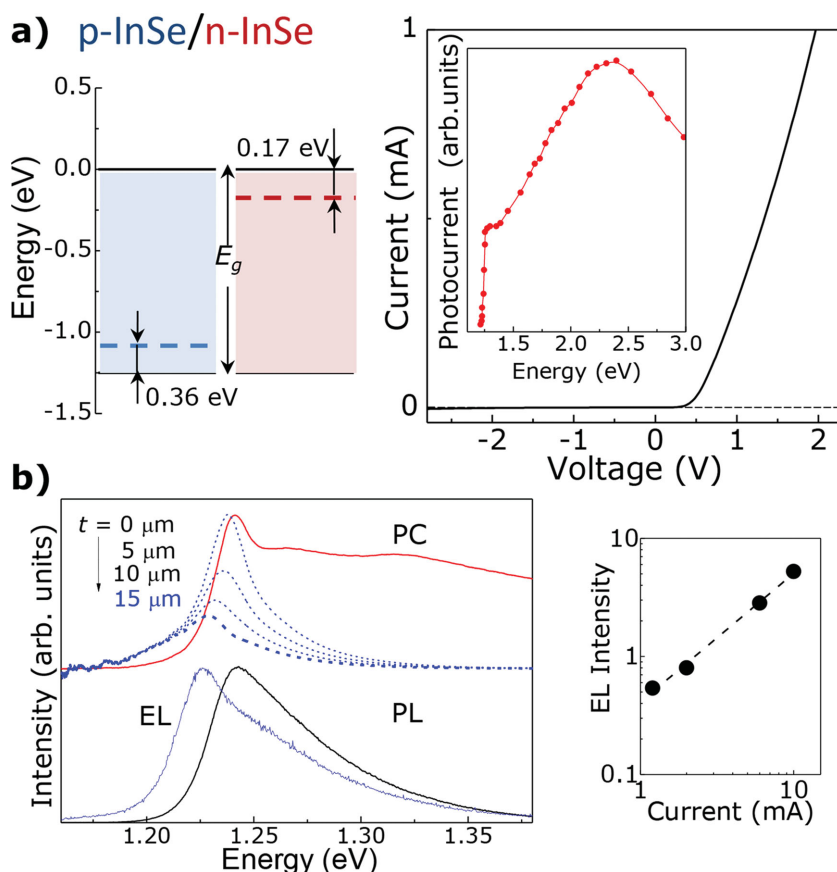 a) p-InSe/n-InSe
Energy (eV)
0.5
0.0
-0.5
-1.0
-1.5
0.17 eV
E_g
0.36 eV
Current (mA)
1
0
-2 -1 0 1 2
Voltage (V)
Photocurrent (arb.units)
1.5 2.0 2.5 3.0
Energy (eV)
b)
Intensity (arb. units)
t = 0 μm
5 μm
10 μm
15 μm
PC
EL
PL
1.20 1.25 1.30 1.35
Energy (eV)
EL Intensity
10
1
0.1
1 10
Current (mA)